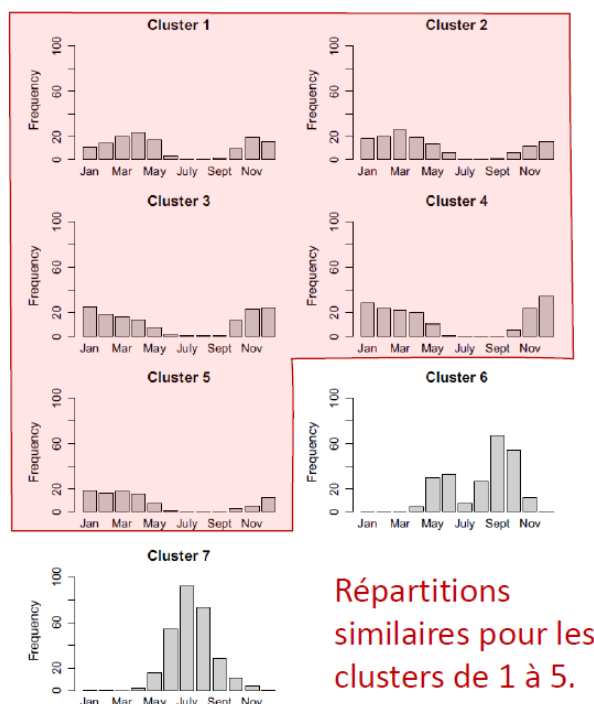 Cluster 1
Frequency
100
60
20
0
Jan Mar May July Sept Nov
Cluster 2
Frequency
100
60
20
0
Jan Mar May July Sept Nov
Cluster 3
Frequency
100
60
20
0
Jan Mar May July Sept Nov
Cluster 4
Frequency
100
60
20
0
Jan Mar May July Sept Nov
Cluster 5
Frequency
100
60
20
0
Jan Mar May July Sept Nov
Cluster 6
Frequency
100
60
20
0
Jan Mar May July Sept Nov
Cluster 7
Frequency
100
60
20
0
Jan Mar May July Sept Nov
Répartitions
similaires pour les
clusters de 1 à 5.